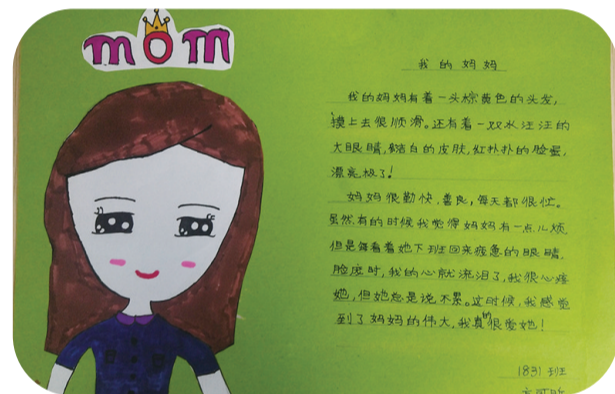 mom
我的妈妈
我的妈妈有着一头棕黄色的头发,
摸上去很顺滑。还有着一双水汪汪的
大眼睛,皙白的皮肤,红扑扑的脸蛋,
漂亮极了!
妈妈很勤快、善良,每天都很忙。
虽然有的时候我觉得妈妈有一点儿烦
但是每看着她下班回来疲惫的眼睛,
脸庞时,我的心就流泪了,我很心疼
她,但她总是说不累。这时候,我感觉
到了妈妈的伟大,我真的很爱她!
1831班